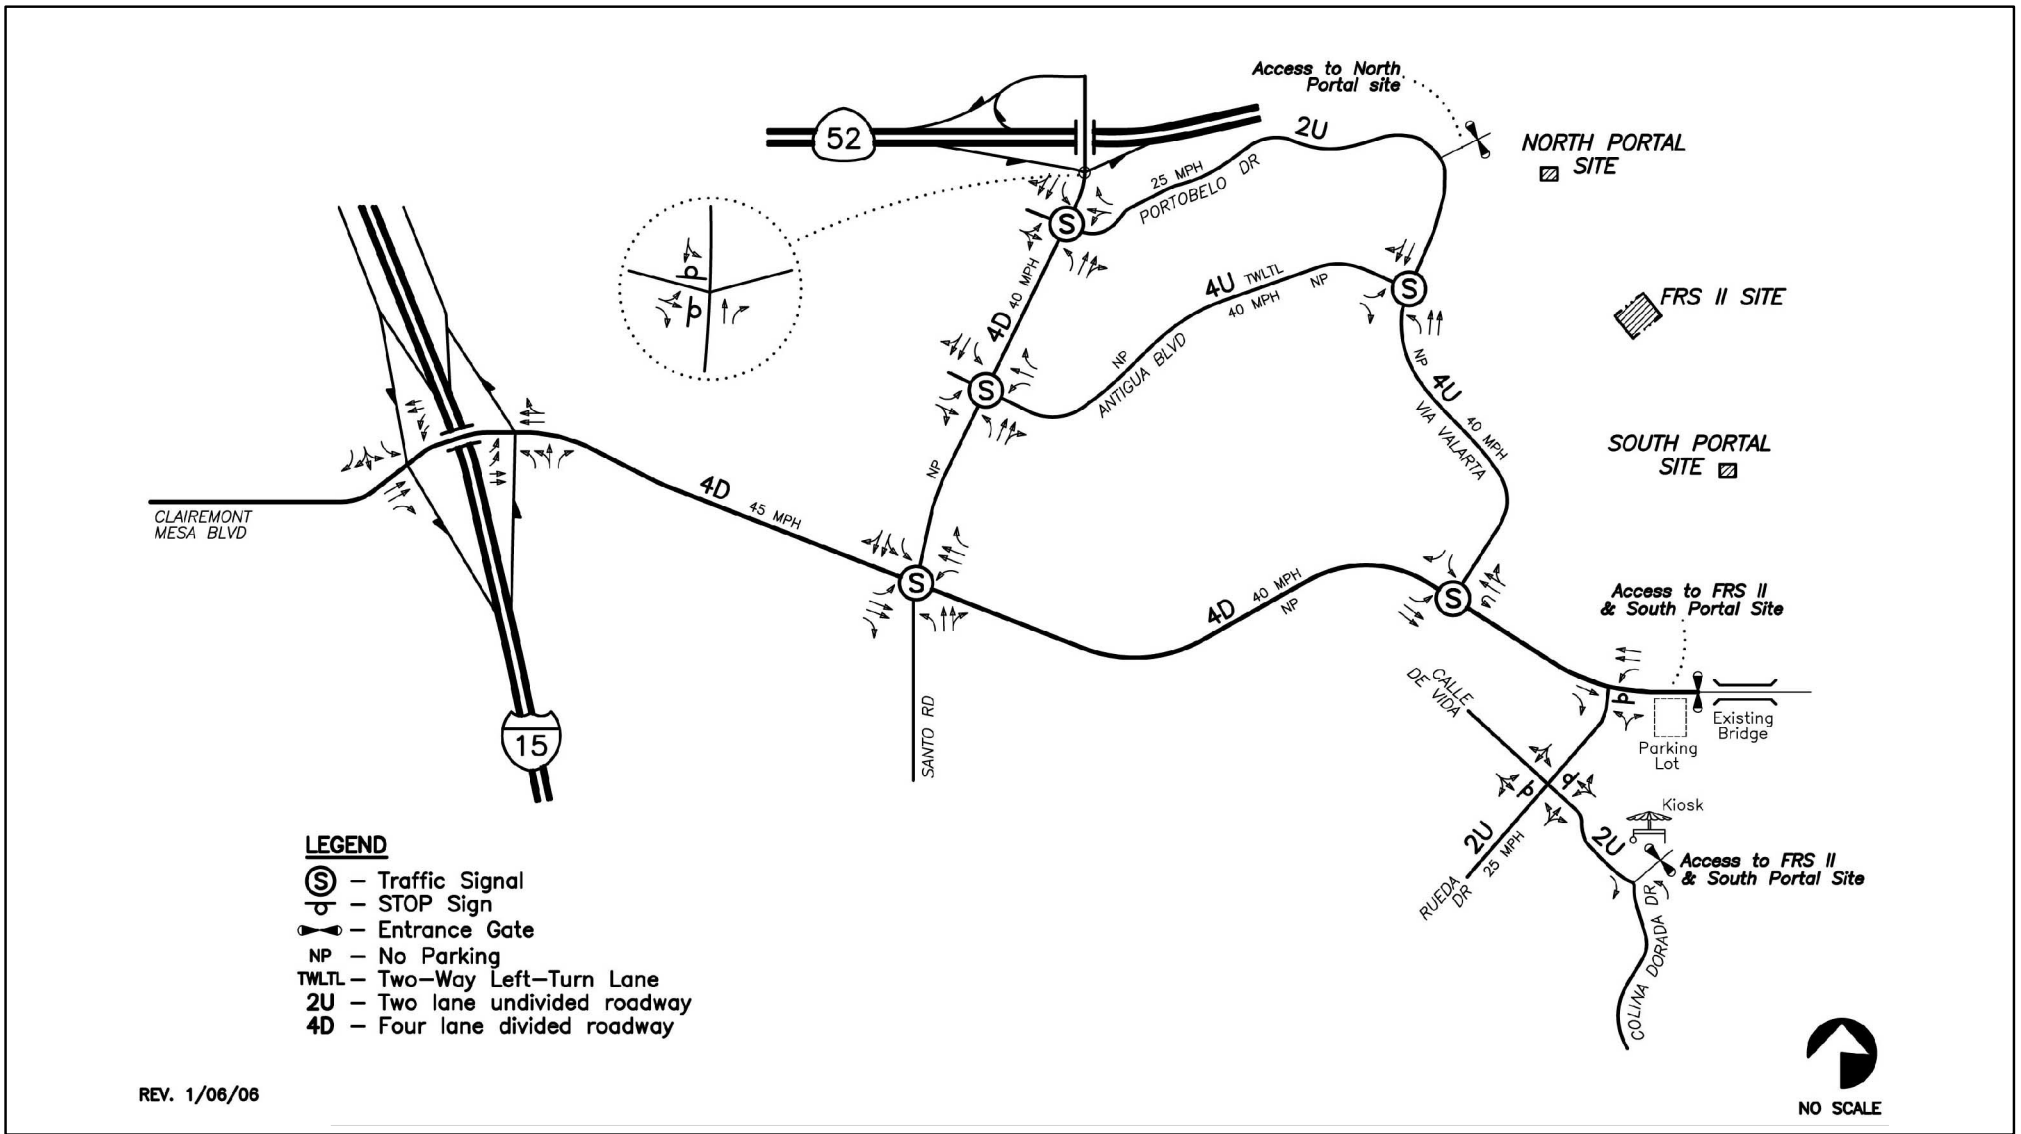 Access to North
Portal site
52
2U
NORTH PORTAL
SITE
25 MPH
PORTOBELO DR
S
4D 40 MPH
4U TWLTL
40 MPH
NP
S
FRS II SITE
NP
ANTIGUA BLVD
S
NP
4U
40 MPH
VIA VALARTA
SOUTH PORTAL
SITE
NP
4D
45 MPH
CLAIREMONT
MESA BLVD
S
4D
40 MPH
NP
S
Access to FRS II
& South Portal Site
SANTO RD
15
CALLE
DE VIDA
Existing
Bridge
Parking
Lot
Kiosk
2U
25 MPH
RUEDA
DR
2U
Access to FRS II
& South Portal Site
COLINA DORADA DR
LEGEND
S – Traffic Signal
– STOP Sign
– Entrance Gate
NP – No Parking
TWLTL – Two–Way Left–Turn Lane
2U – Two lane undivided roadway
4D – Four lane divided roadway
REV. 1/06/06
NO SCALE